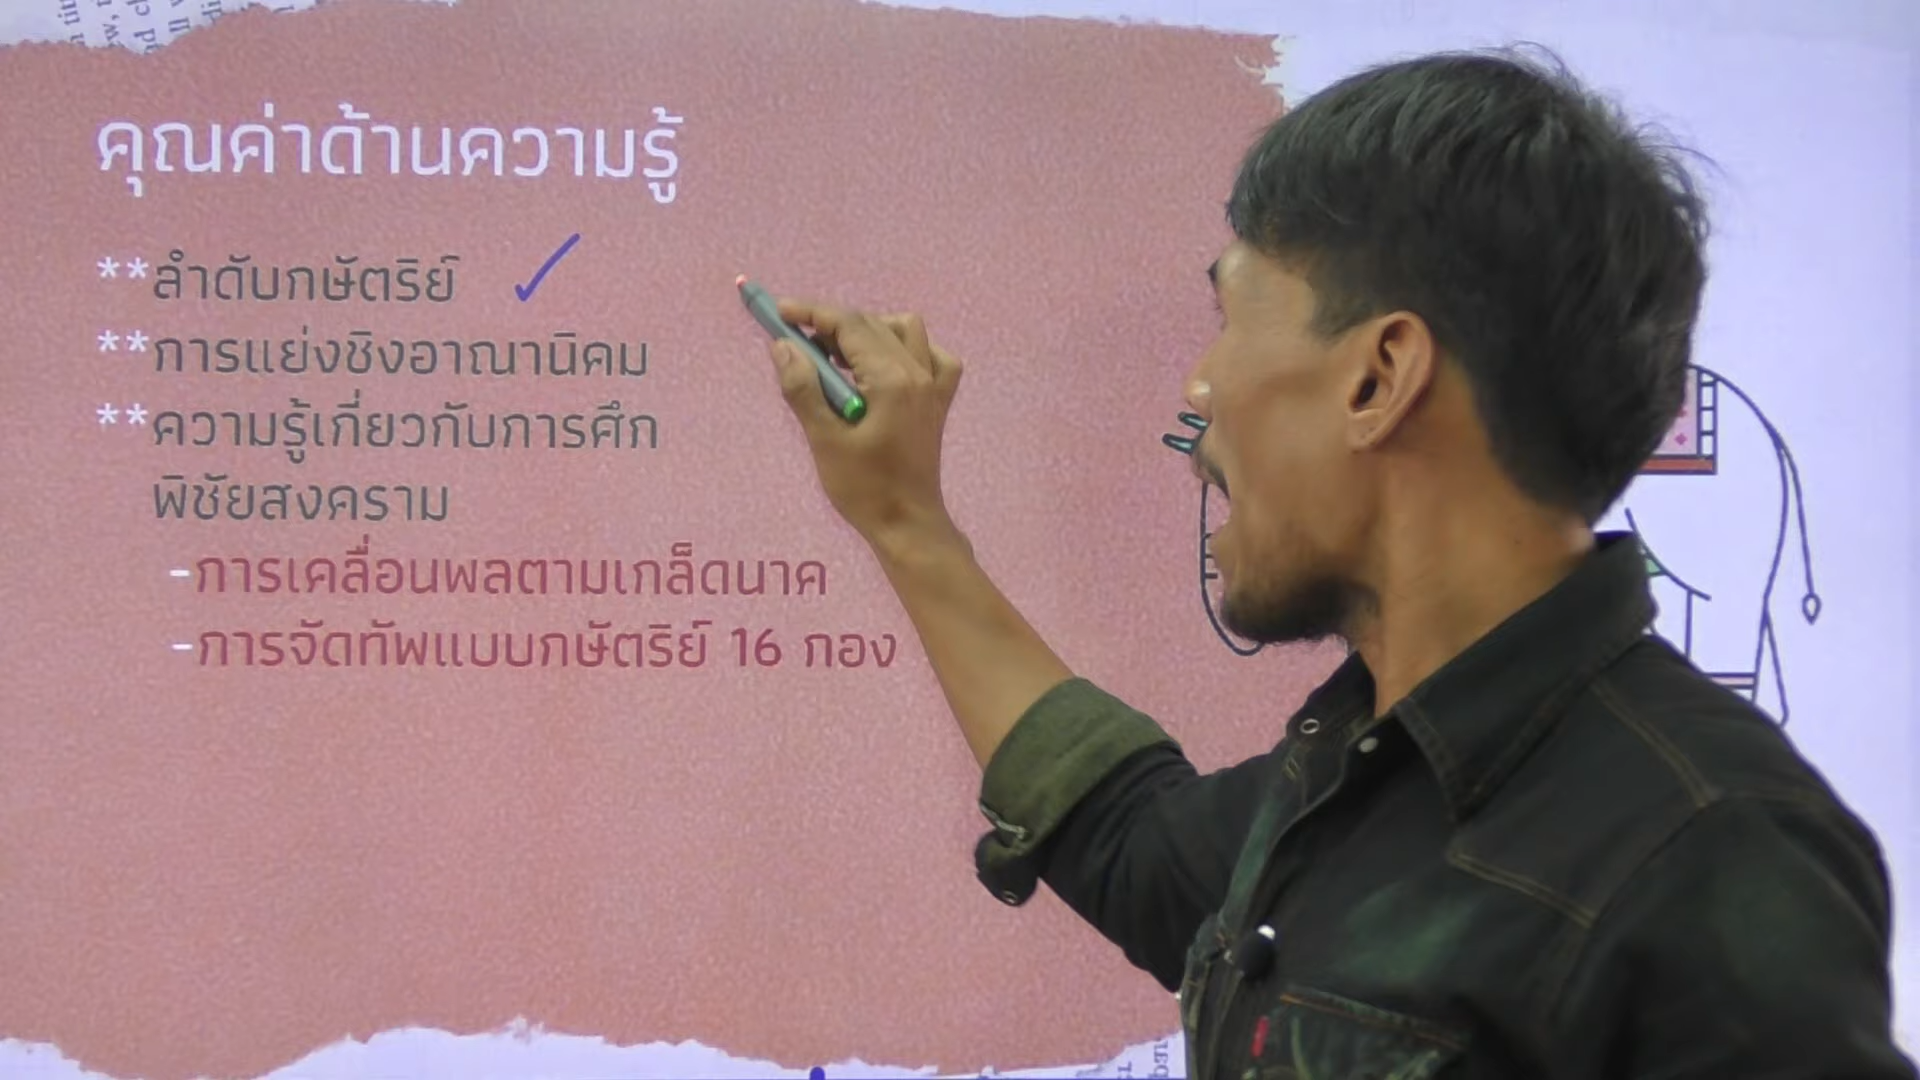 คุณค่าด้านความรู้
**ลำดับกษัตริย์
**การแย่งชิงอาณานิคม
**ความรู้เกี่ยวกับการศึก
พิชัยสงคราม
-การเคลื่อนพลตามเกล็ดนาค
-การจัดทัพแบบกษัตริย์ 16 กอง